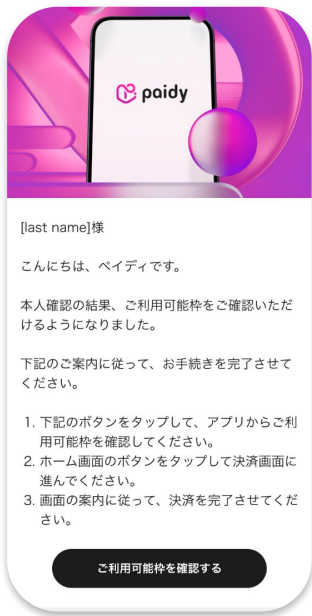 paidy
[last name]様
こんにちは、ペイディです。
本人確認の結果、ご利用可能枠をご確認いただ
けるようになりました。
下記のご案内に従って、お手続きを完了させて
ください。
1. 下記のボタンをタップして、アプリからご利
用可能枠を確認してください。
2. ホーム画面のボタンをタップして決済画面に
進んでください。
3. 画面の案内に従って、決済を完了させてくだ
さい。
ご利用可能枠を確認する